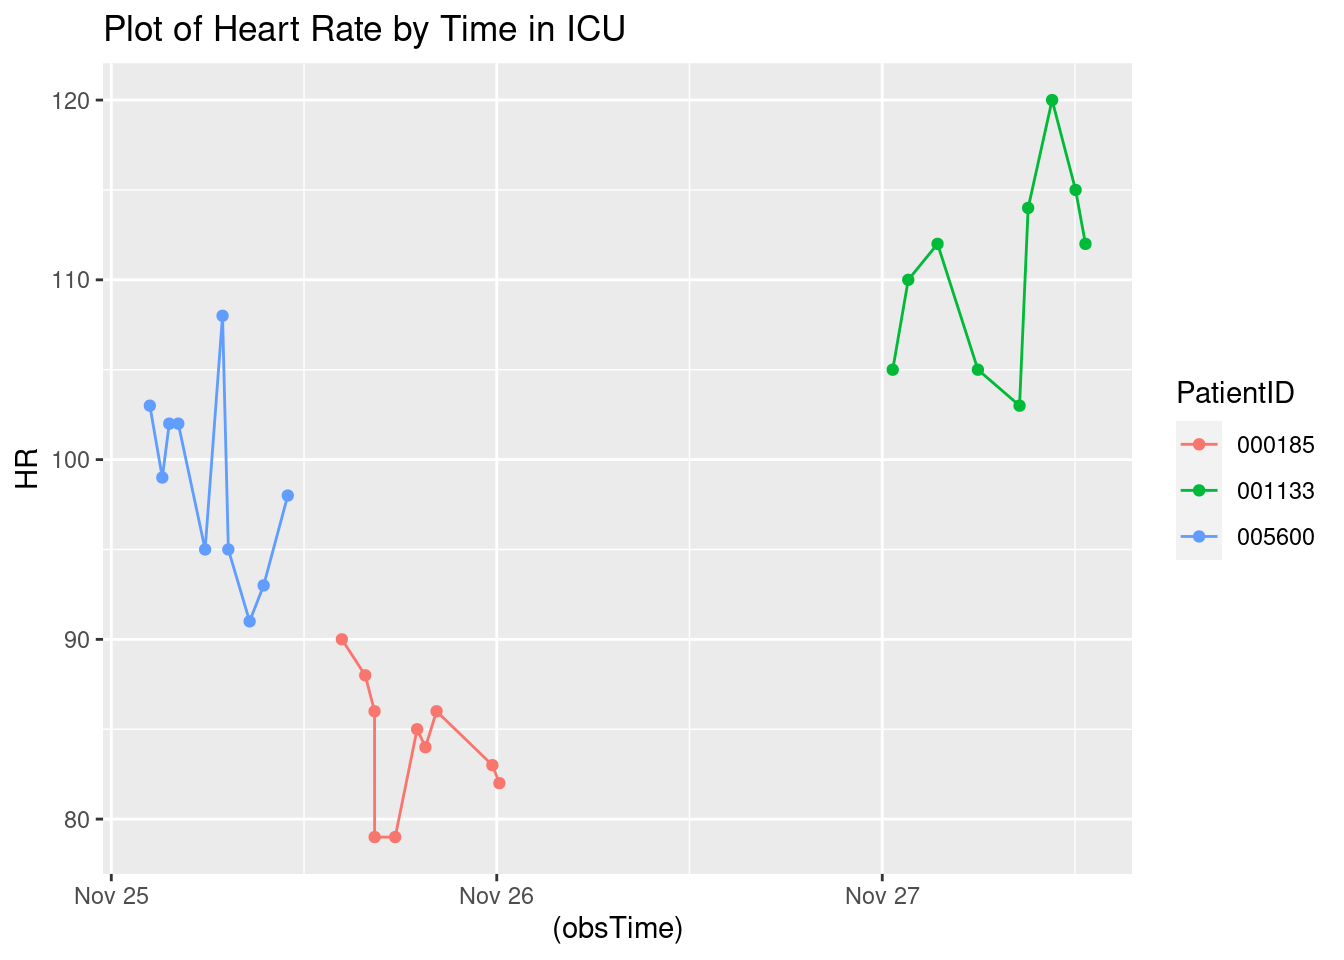 Plot of Heart Rate by Time in ICU
120
110
100
90
80
HR
Nov 25
Nov 26
Nov 27
(obsTime)
PatientID
000185
001133
005600